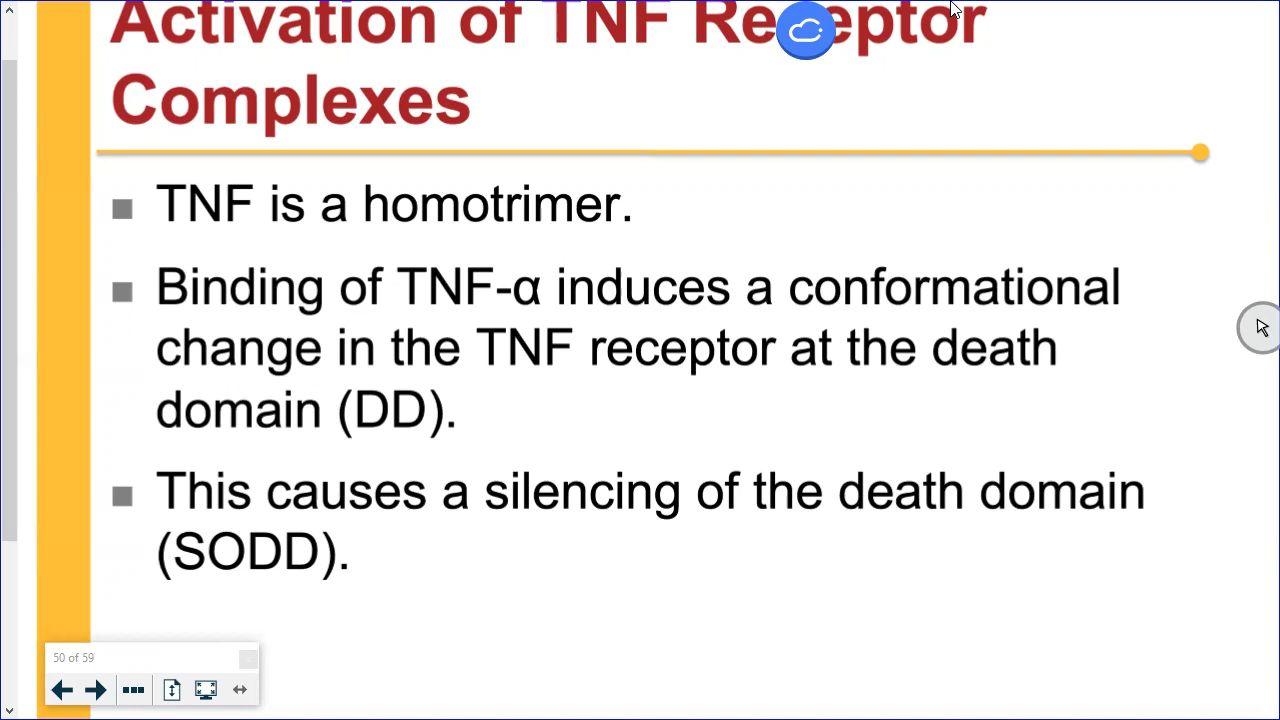 Activation of TNF Receptor
Complexes
TNF is a homotrimer.
Binding of TNF-α induces a conformational
change in the TNF receptor at the death
domain (DD).
This causes a silencing of the death domain
(SODD).
50 of 59